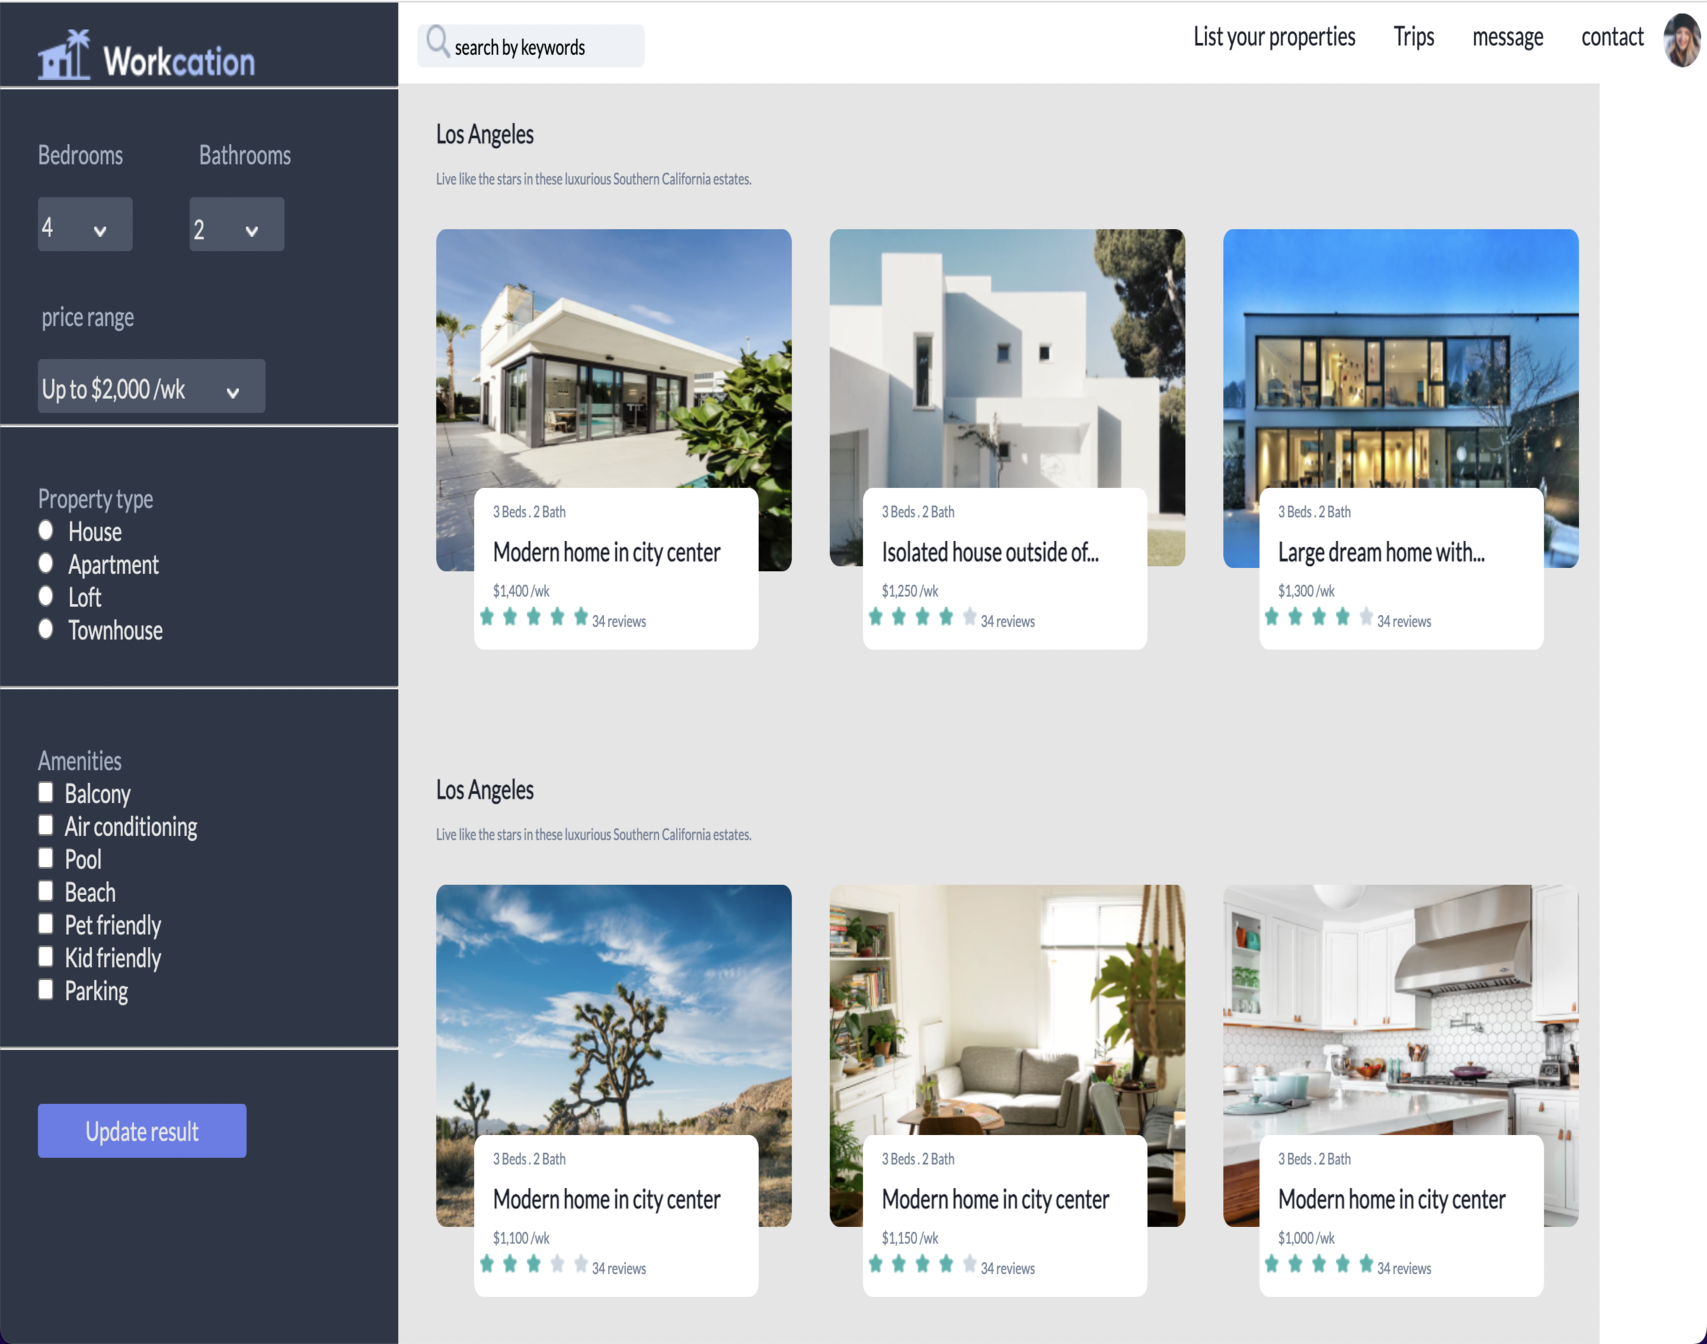 Workcation
search by keywords
List your properties
Trips
message
contact
Bedrooms
Bathrooms
4
2
price range
Up to $2,000 /wk
Property type
House
Apartment
Loft
Townhouse
Amenities
Balcony
Air conditioning
Pool
Beach
Pet friendly
Kid friendly
Parking
Update result
Los Angeles
Live like the stars in these luxurious Southern California estates.
3 Beds . 2 Bath
Modern home in city center
$1,400 /wk
34 reviews
3 Beds . 2 Bath
Isolated house outside of...
$1,250 /wk
34 reviews
3 Beds . 2 Bath
Large dream home with...
$1,300 /wk
34 reviews
Los Angeles
Live like the stars in these luxurious Southern California estates.
3 Beds . 2 Bath
Modern home in city center
$1,100 /wk
34 reviews
3 Beds . 2 Bath
Modern home in city center
$1,150 /wk
34 reviews
3 Beds . 2 Bath
Modern home in city center
$1,000 /wk
34 reviews